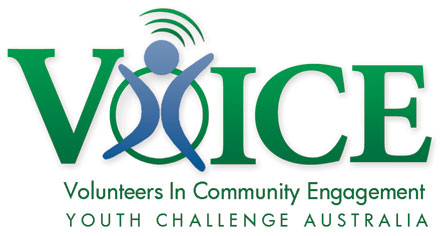 VOICE
Volunteers In Community Engagement
YOUTH CHALLENGE AUSTRALIA